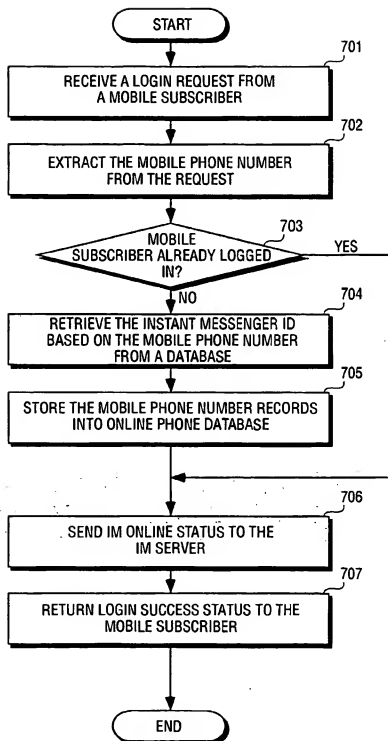 START
701
RECEIVE A LOGIN REQUEST FROM
A MOBILE SUBSCRIBER
702
EXTRACT THE MOBILE PHONE NUMBER
FROM THE REQUEST
703
MOBILE
SUBSCRIBER ALREADY LOGGED
IN?
YES
NO
704
RETRIEVE THE INSTANT MESSENGER ID
BASED ON THE MOBILE PHONE NUMBER
FROM A DATABASE
705
STORE THE MOBILE PHONE NUMBER RECORDS
INTO ONLINE PHONE DATABASE
706
SEND IM ONLINE STATUS TO THE
IM SERVER
707
RETURN LOGIN SUCCESS STATUS TO THE
MOBILE SUBSCRIBER
END